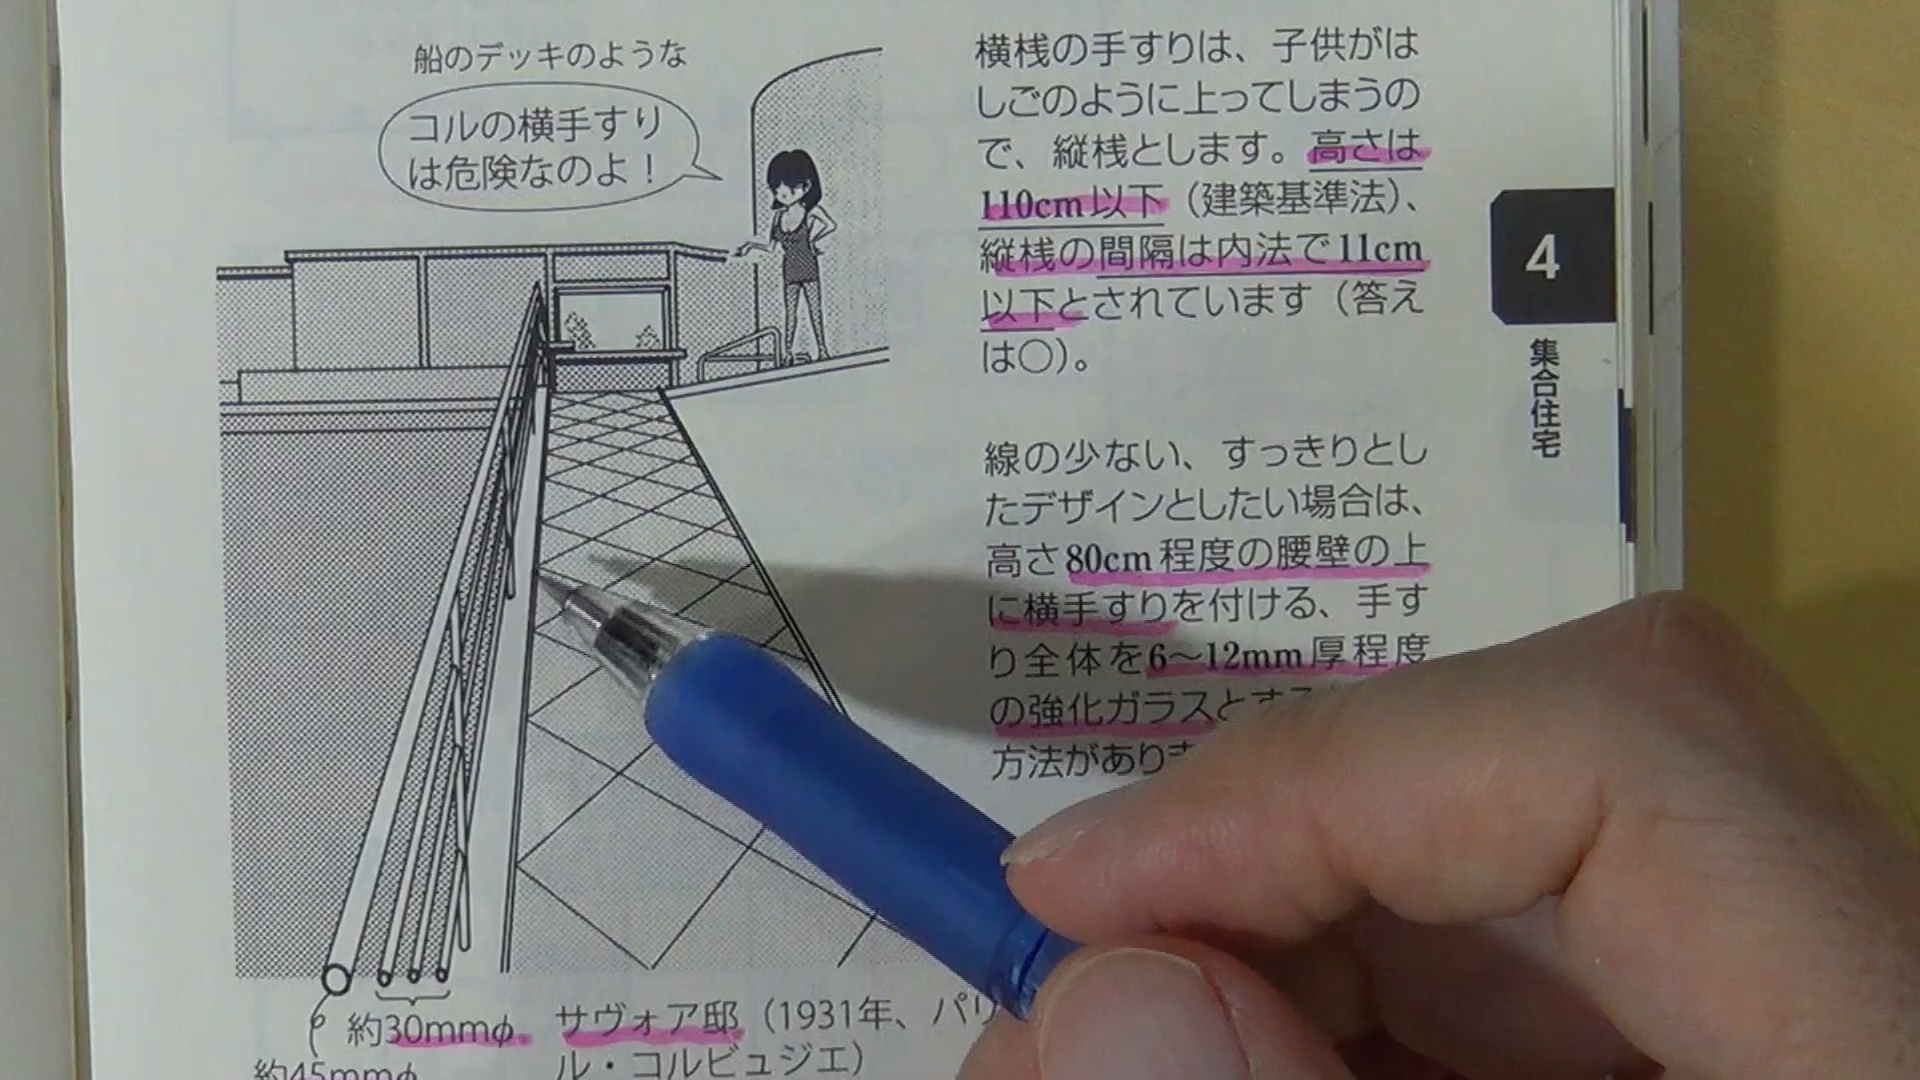 船のデッキのような
コルの横手すり
は危険なのよ！
横桟の手すりは、子供がは
しごのように上ってしまうの
で、縦桟とします。高さは
110cm以下（建築基準法）、
縦桟の間隔は内法で11cm
以下とされています（答え
は○）。
線の少ない、すっきりとし
たデザインとしたい場合は、
高さ80cm程度の腰壁の上
に横手すりを付ける、手す
り全体を6〜12mm厚程度
の強化ガラスとする
方法がありま
4
集合住宅
約30mmφ
約45mmφ
サヴォア邸（1931年、パリ
ル・コルビュジエ）